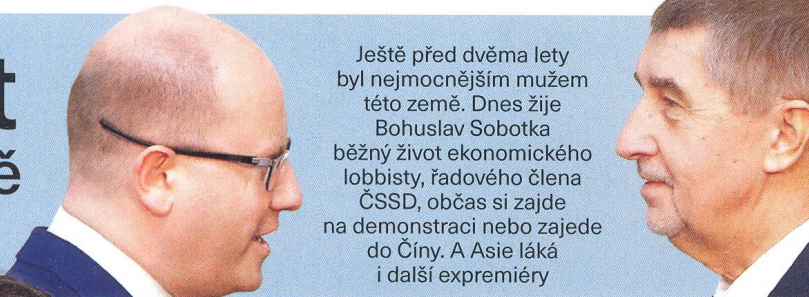 t
ě
Ještě před dvěma lety
byl nejmocnějším mužem
této země. Dnes žije
Bohuslav Sobotka
běžný život ekonomického
lobbisty, řadového člena
ČSSD, občas si zajde
na demonstraci nebo zajede
do Číny. A Asie láká
i další expremiéry